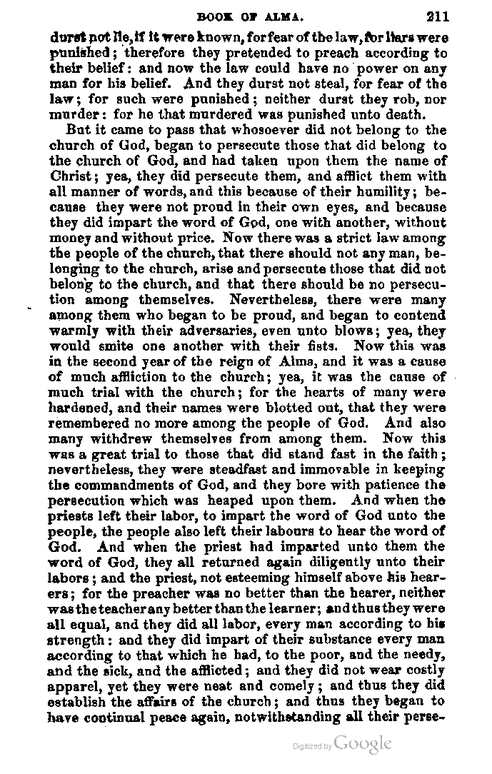 BOOK OF ALMA. 211
durst not lie, if it were known, for fear of the law, for liars were
punished; therefore they pretended to preach according to
their belief: and now the law could have no power on any
man for his belief. And they durst not steal, for fear of the
law; for such were punished; neither durst they rob, nor
murder: for he that murdered was punished unto death.
But it came to pass that whosoever did not belong to the
church of God, began to persecute those that did belong to
the church of God, and had taken upon them the name of
Christ; yea, they did persecute them, and afflict them with
all manner of words, and this because of their humility; be-
cause they were not proud in their own eyes, and because
they did impart the word of God, one with another, without
money and without price. Now there was a strict law among
the people of the church, that there should not any man, be-
longing to the church, arise and persecute those that did not
belong to the church, and that there should be no persecu-
tion among themselves. Nevertheless, there were many
among them who began to be proud, and began to contend
warmly with their adversaries, even unto blows; yea, they
would smite one another with their fists. Now this was
in the second year of the reign of Alma, and it was a cause
of much affliction to the church; yea, it was the cause of
much trial with the church; for the hearts of many were
hardened, and their names were blotted out, that they were
remembered no more among the people of God. And also
many withdrew themselves from among them. Now this
was a great trial to those that did stand fast in the faith;
nevertheless, they were steadfast and immovable in keeping
the commandments of God, and they bore with patience the
persecution which was heaped upon them. And when the
priests left their labor, to impart the word of God unto the
people, the people also left their labours to hear the word of
God. And when the priest had imparted unto them the
word of God, they all returned again diligently unto their
labors; and the priest, not esteeming himself above his hear-
ers; for the preacher was no better than the hearer, neither
was the teacher any better than the learner; and thus they were
all equal, and they did all labor, every man according to his
strength: and they did impart of their substance every man
according to that which he had, to the poor, and the needy,
and the sick, and the afflicted; and they did not wear costly
apparel, yet they were neat and comely; and thus they did
establish the affairs of the church; and thus they began to
have continual peace again, notwithstanding all their perse-
Digitized by Google